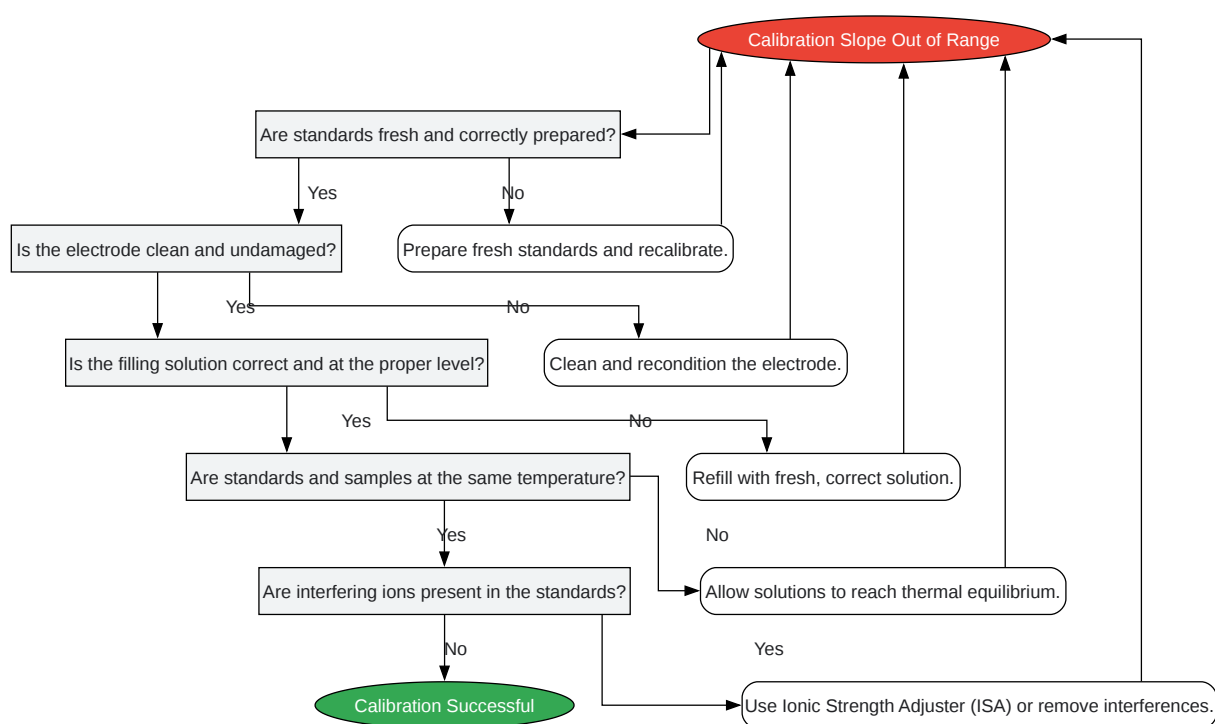 Calibration Slope Out of Range
Are standards fresh and correctly prepared?
Yes
No
Is the electrode clean and undamaged?
Prepare fresh standards and recalibrate.
Yes
No
Is the filling solution correct and at the proper level?
Clean and recondition the electrode.
Yes
No
Are standards and samples at the same temperature?
Refill with fresh, correct solution.
Yes
No
Are interfering ions present in the standards?
Allow solutions to reach thermal equilibrium.
No
Yes
Calibration Successful
Use Ionic Strength Adjuster (ISA) or remove interferences.